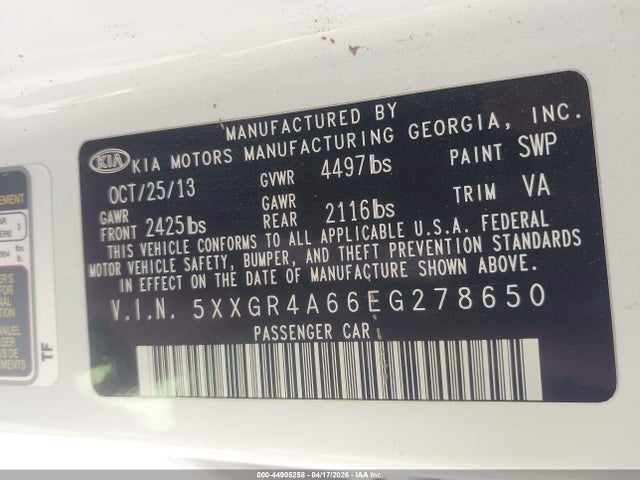 MANUFACTURED BY
KIA KIA MOTORS MANUFACTURING GEORGIA, INC.
OCT/25/13 GVWR 4497lbs PAINT SWP
GAWR FRONT 2425lbs GAWR REAR 2116lbs TRIM VA
THIS VEHICLE CONFORMS TO ALL APPLICABLE U.S.A. FEDERAL
MOTOR VEHICLE SAFETY, BUMPER, AND THEFT PREVENTION STANDARDS
IN EFFECT ON THE DATE OF MANUFACTURE SHOWN ABOVE.
V.I.N. 5XXGR4A66EG278650
PASSENGER CAR
TF
3
000-44905258 - 04/17/2026 - IAA Inc.